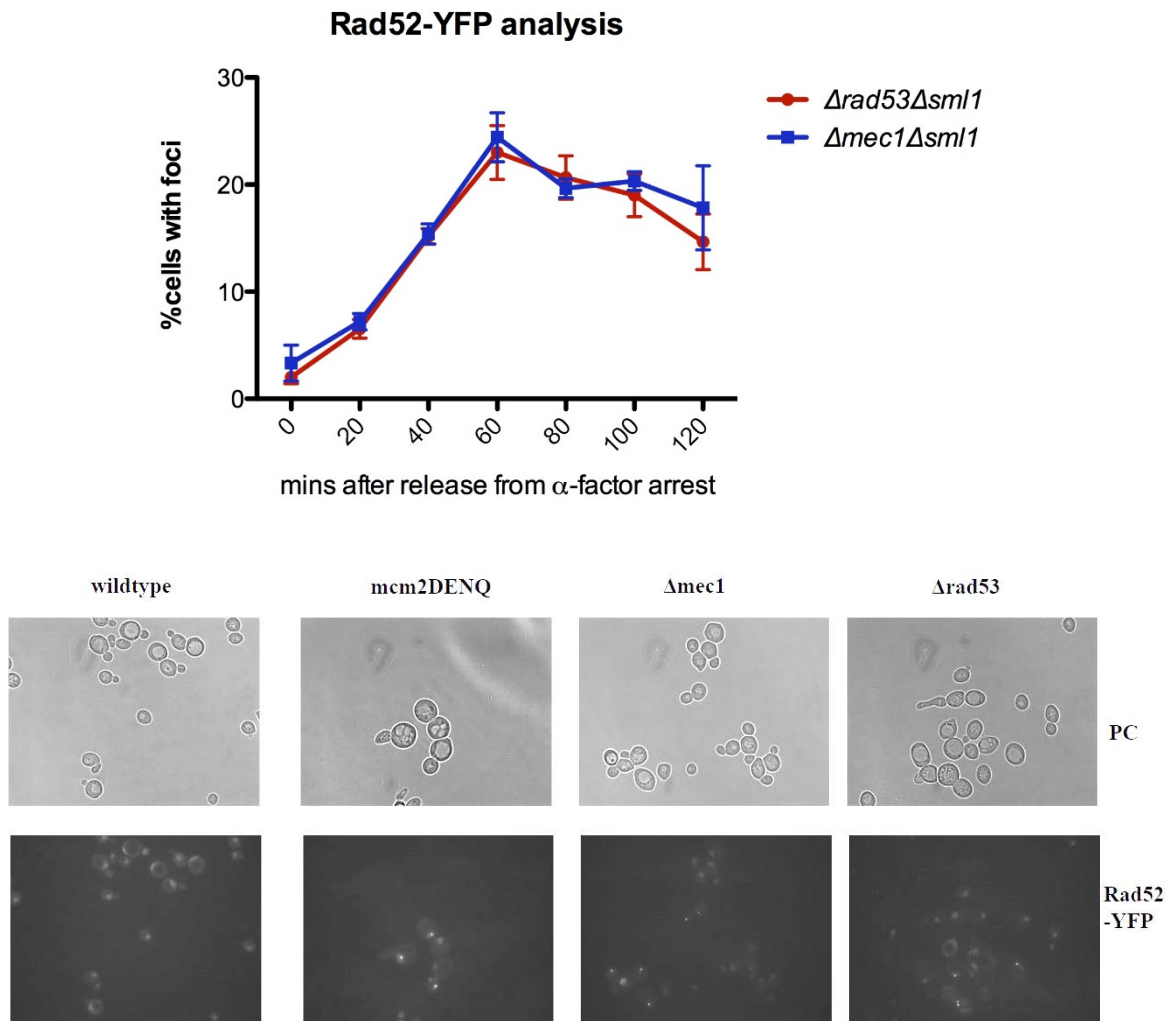 Rad52-YFP analysis
Δrad53Δsml1
Δmec1Δsml1
30
20
10
0
%cells with foci
0 20 40 60 80 100 120
mins after release from α-factor arrest
wildtype mcm2DENQ Δmec1 Δrad53
PC
Rad52
-YFP